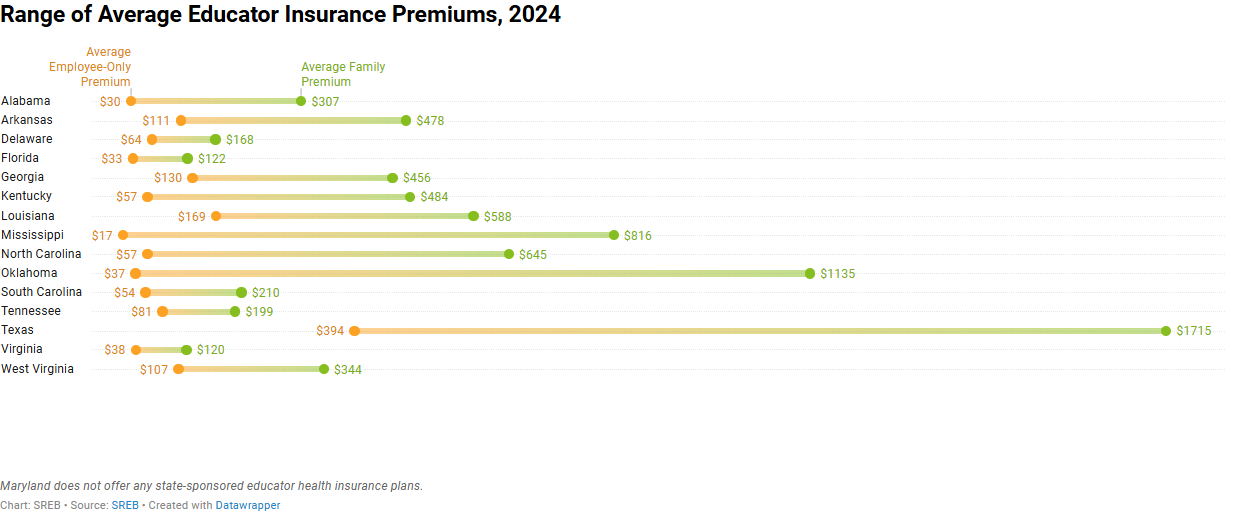 Range of Average Educator Insurance Premiums, 2024
Average
Employee-Only
Premium
Average Family
Premium
Alabama $30 $307
Arkansas $111 $478
Delaware $64 $168
Florida $33 $122
Georgia $130 $456
Kentucky $57 $484
Louisiana $169 $588
Mississippi $17 $816
North Carolina $57 $645
Oklahoma $37 $1135
South Carolina $54 $210
Tennessee $81 $199
Texas $394 $1715
Virginia $38 $120
West Virginia $107 $344
Maryland does not offer any state-sponsored educator health insurance plans.
Chart: SREB • Source: SREB • Created with Datawrapper